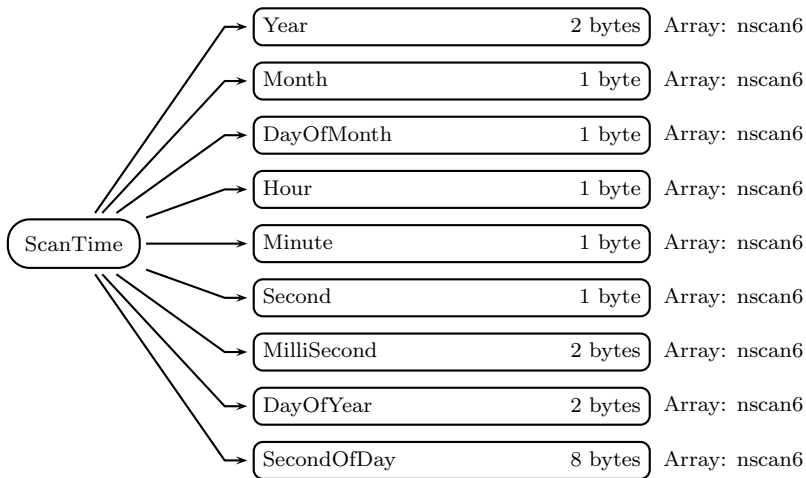 Year 2 bytes Array: nscan6
Month 1 byte Array: nscan6
DayOfMonth 1 byte Array: nscan6
Hour 1 byte Array: nscan6
ScanTime Minute 1 byte Array: nscan6
Second 1 byte Array: nscan6
MilliSecond 2 bytes Array: nscan6
DayOfYear 2 bytes Array: nscan6
SecondOfDay 8 bytes Array: nscan6